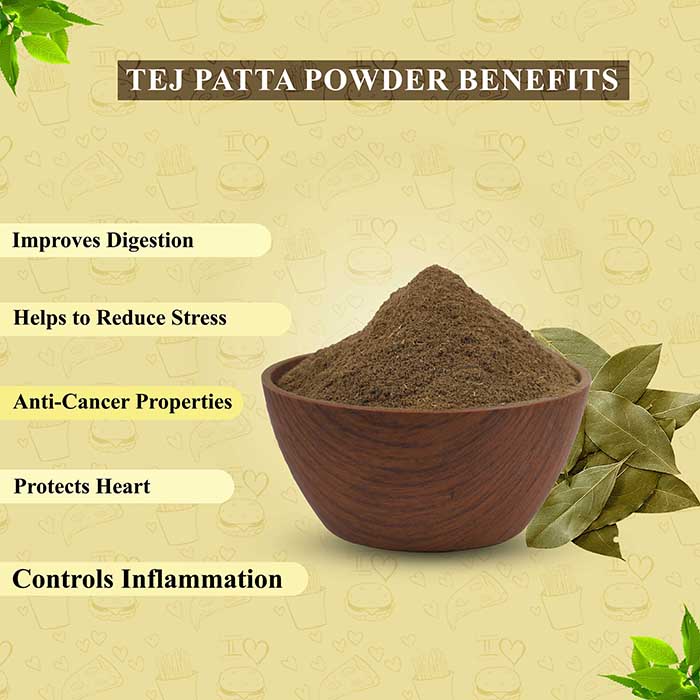 TEJ PATTA POWDER BENEFITS
Improves Digestion
Helps to Reduce Stress
Anti-Cancer Properties
Protects Heart
Controls Inflammation